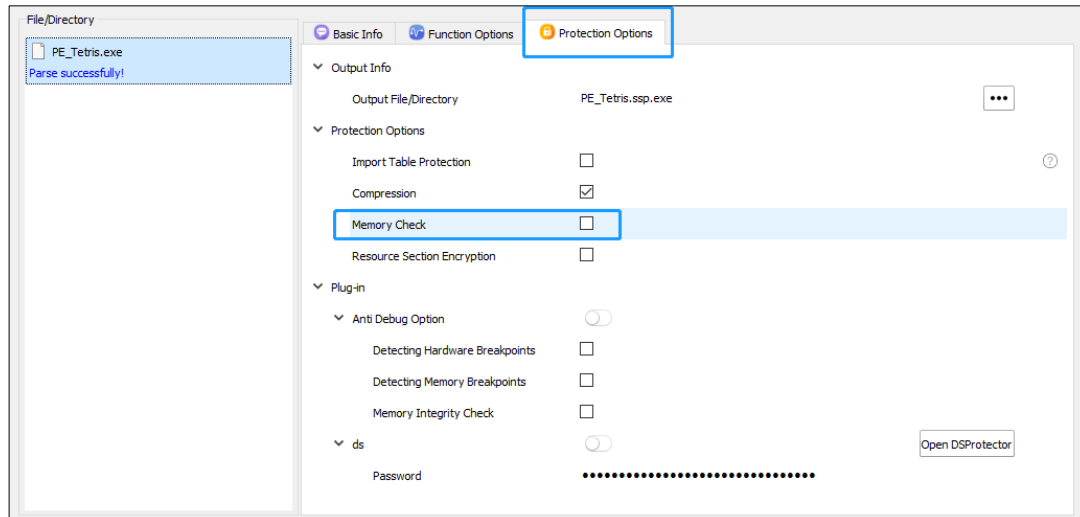 File/Directory
PE_Tetris.exe
Parse successfully!
Basic Info
Function Options
Protection Options
Output Info
Output File/Directory PE_Tetris.ssp.exe •••
Protection Options
Import Table Protection ?
Compression
Memory Check
Resource Section Encryption
Plug-in
Anti Debug Option
Detecting Hardware Breakpoints
Detecting Memory Breakpoints
Memory Integrity Check
ds Open DSProtector
Password ••••••••••••••••••••••••••••••••